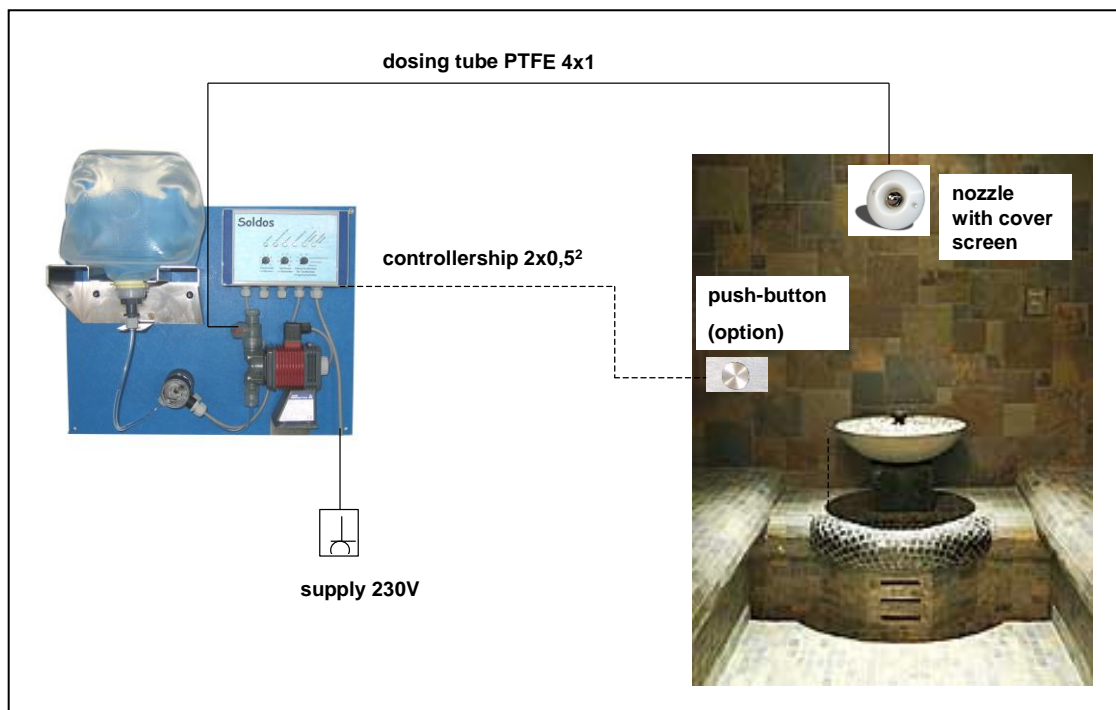 dosing tube PTFE 4x1
Soldos
controllership 2x0,5²
nozzle
with cover
screen
push-button
(option)
supply 230V